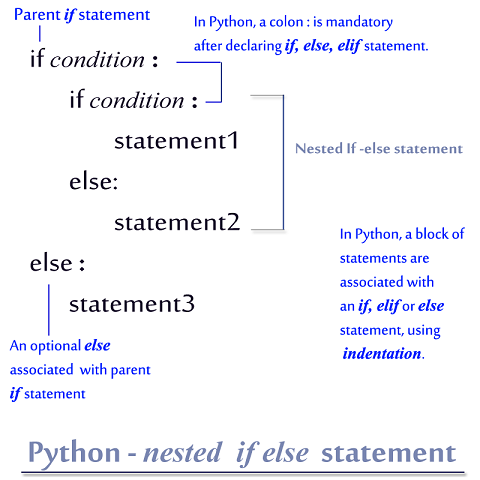 Parent if statement
In Python, a colon : is mandatory
after declaring if, else, elif statement.
if condition :
if condition :
statement1
Nested If -else statement
else:
statement2
In Python, a block of
statements are
associated with
an if, elif or else
statement, using
indentation.
else :
statement3
An optional else
associated with parent
if statement
Python - nested if else statement